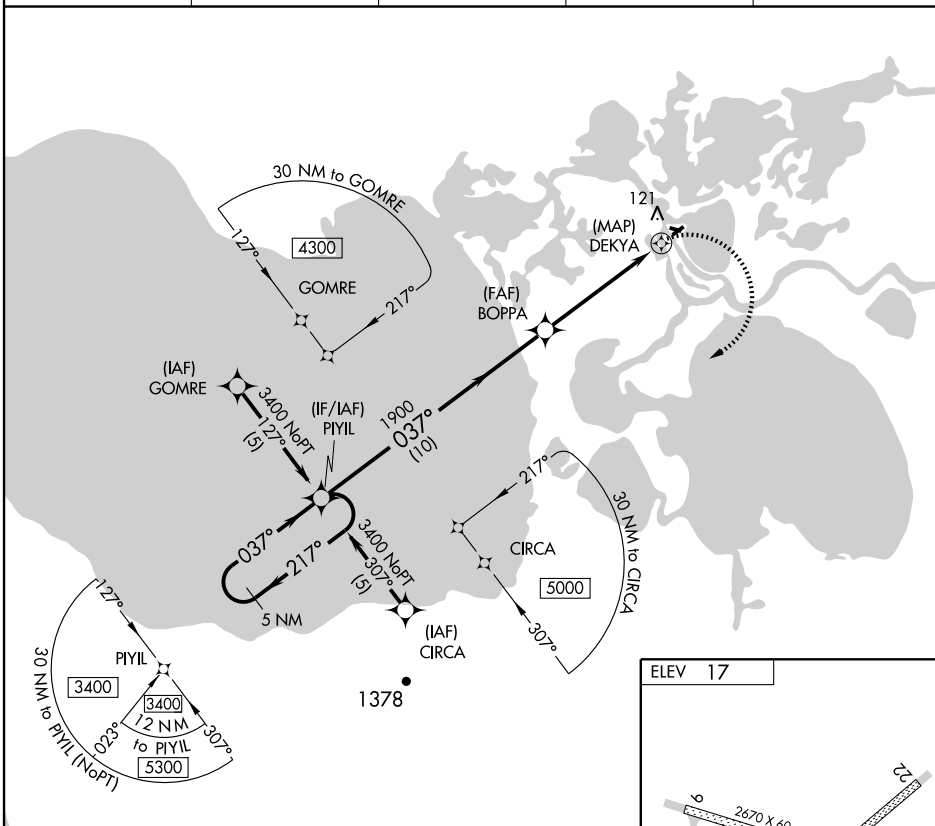 30 NM to GOMRE
127°
4300
GOMRE
217°
121
(MAP)
DEKYA
(FAF)
BOPPA
(IAF)
GOMRE
3400 NoPT
127°
(5)
(IF/IAF)
PIYIL
1900
037°
(10)
037°
217°
5 NM
3400 NoPT
307°
(5)
(IAF)
CIRCA
1378
217°
30 NM to CIRCA
CIRCA
5000
307°
127°
PIYIL
3400
30 NM to PIYIL (NoPT)
3400
12 NM
to PIYIL
5300
023°
307°
ELEV 17
9
2670 X 60
22